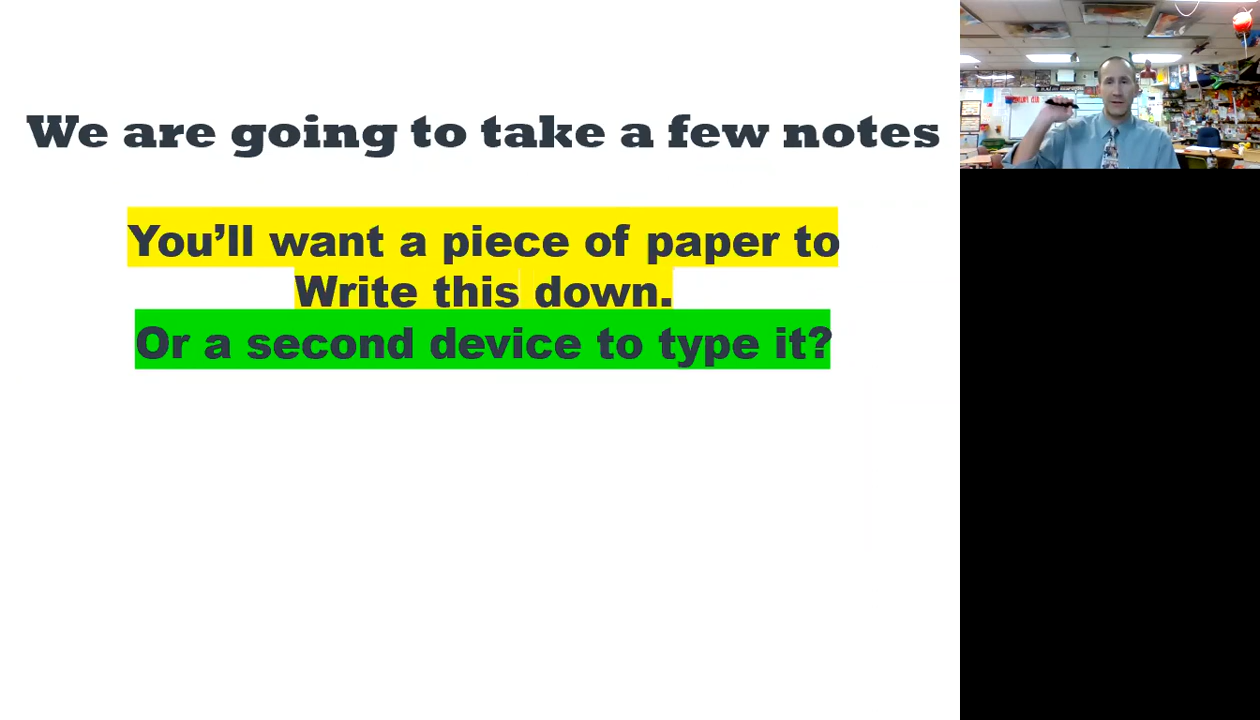 We are going to take a few notes
You'll want a piece of paper to
Write this down.
Or a second device to type it?